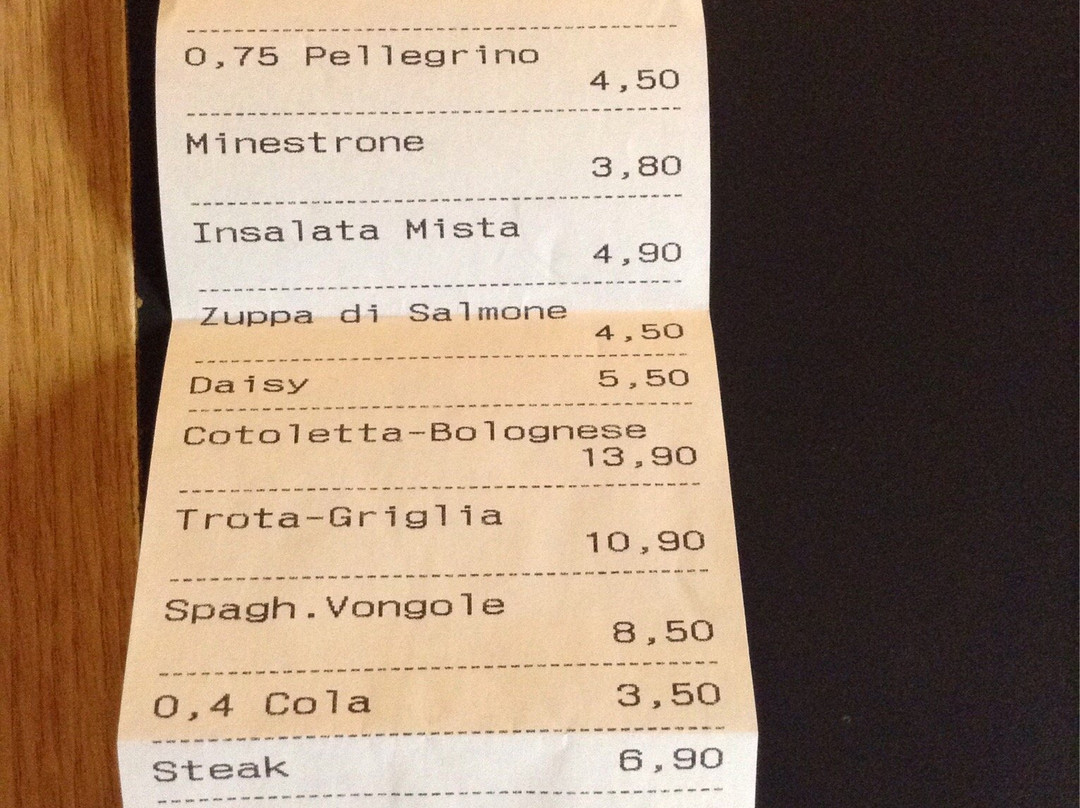 0,75 Pellegrino
4,50
Minestrone
3,80
Insalata Mista
4,90
Zuppa di Salmone
4,50
Daisy 5,50
Cotoletta-Bolognese
13,90
Trota-Griglia
10,90
Spagh.Vongole
8,50
0,4 Cola 3,50
Steak 6,90